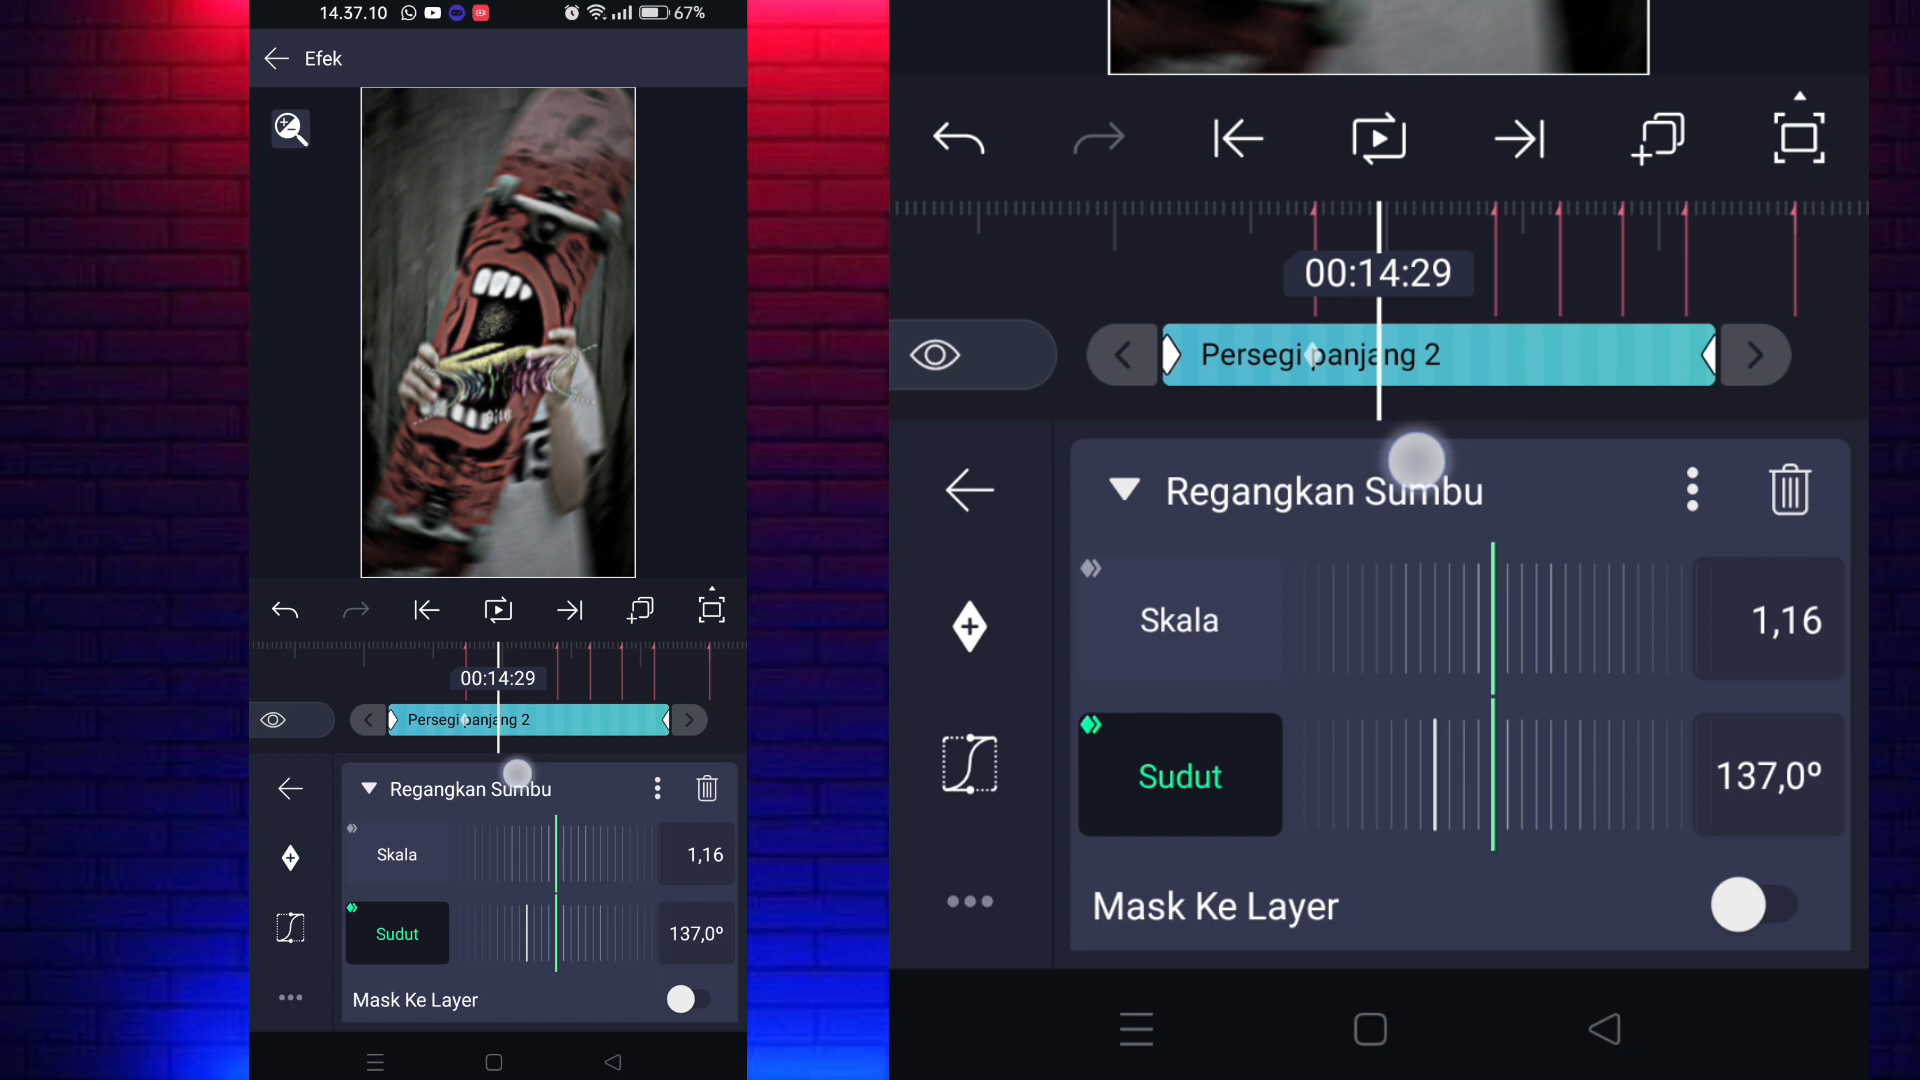 14.37.10
67%
Efek
00:14:29
Persegi panjang 2
Regangkan Sumbu
Skala
1,16
Sudut
137,0º
Mask Ke Layer
00:14:29
Persegi panjang 2
Regangkan Sumbu
Skala
1,16
Sudut
137,0º
Mask Ke Layer